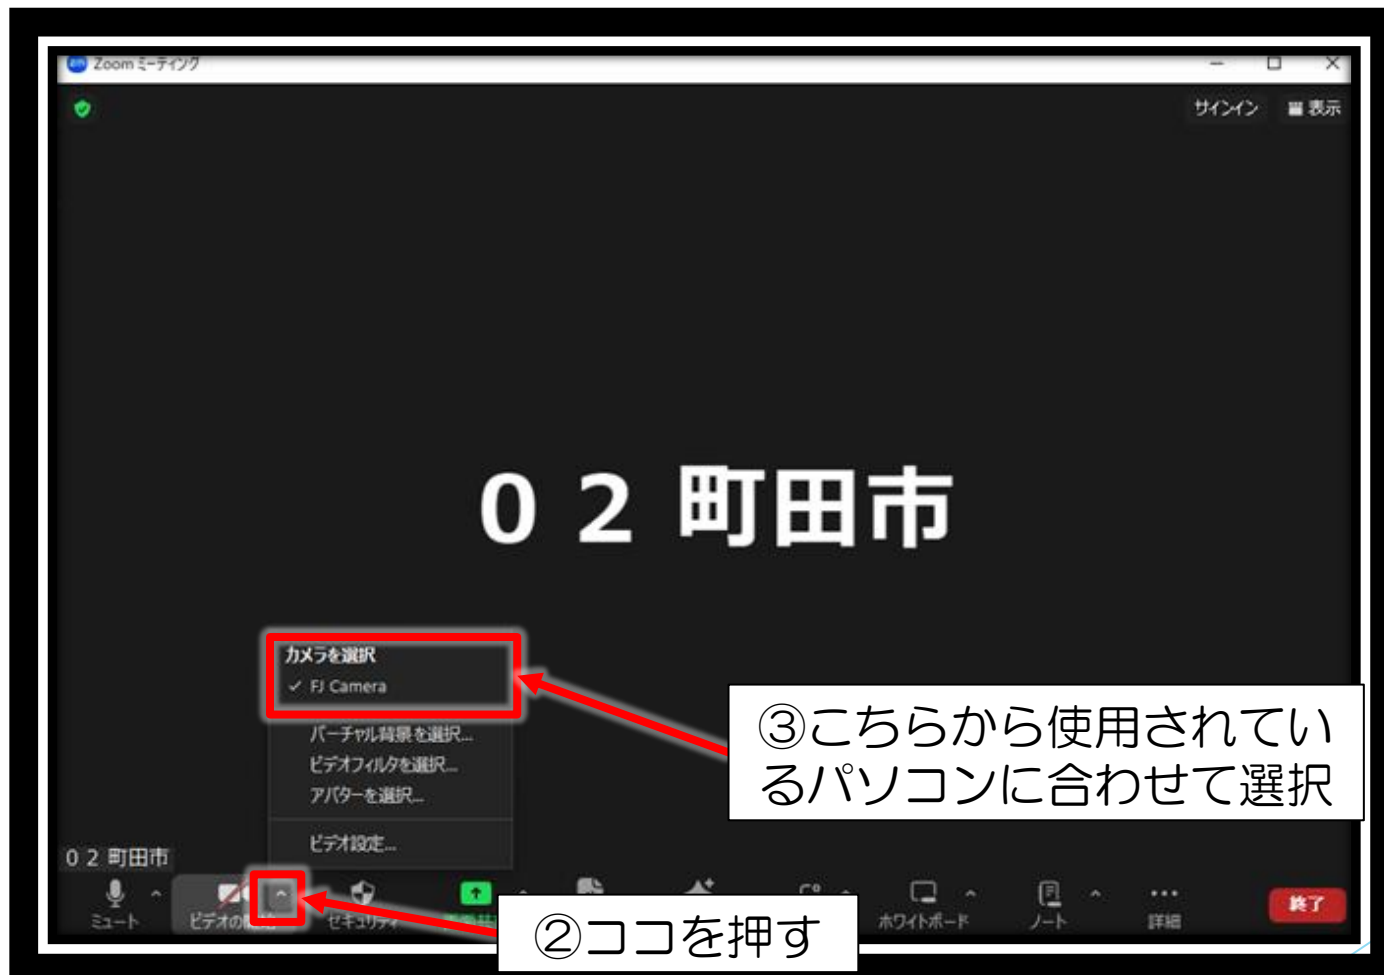 Zoom ミーティング
サインイン 表示
０２ 町田市
カメラを選択
✓ FJ Camera
バーチャル背景を選択...
ビデオフィルタを選択...
アバターを選択...
ビデオ設定...
③こちらから使用されてい
るパソコンに合わせて選択
０２ 町田市
ミュート ビデオの開始 セキュリティ ホワイトボード ノート 詳細 終了
②ココを押す